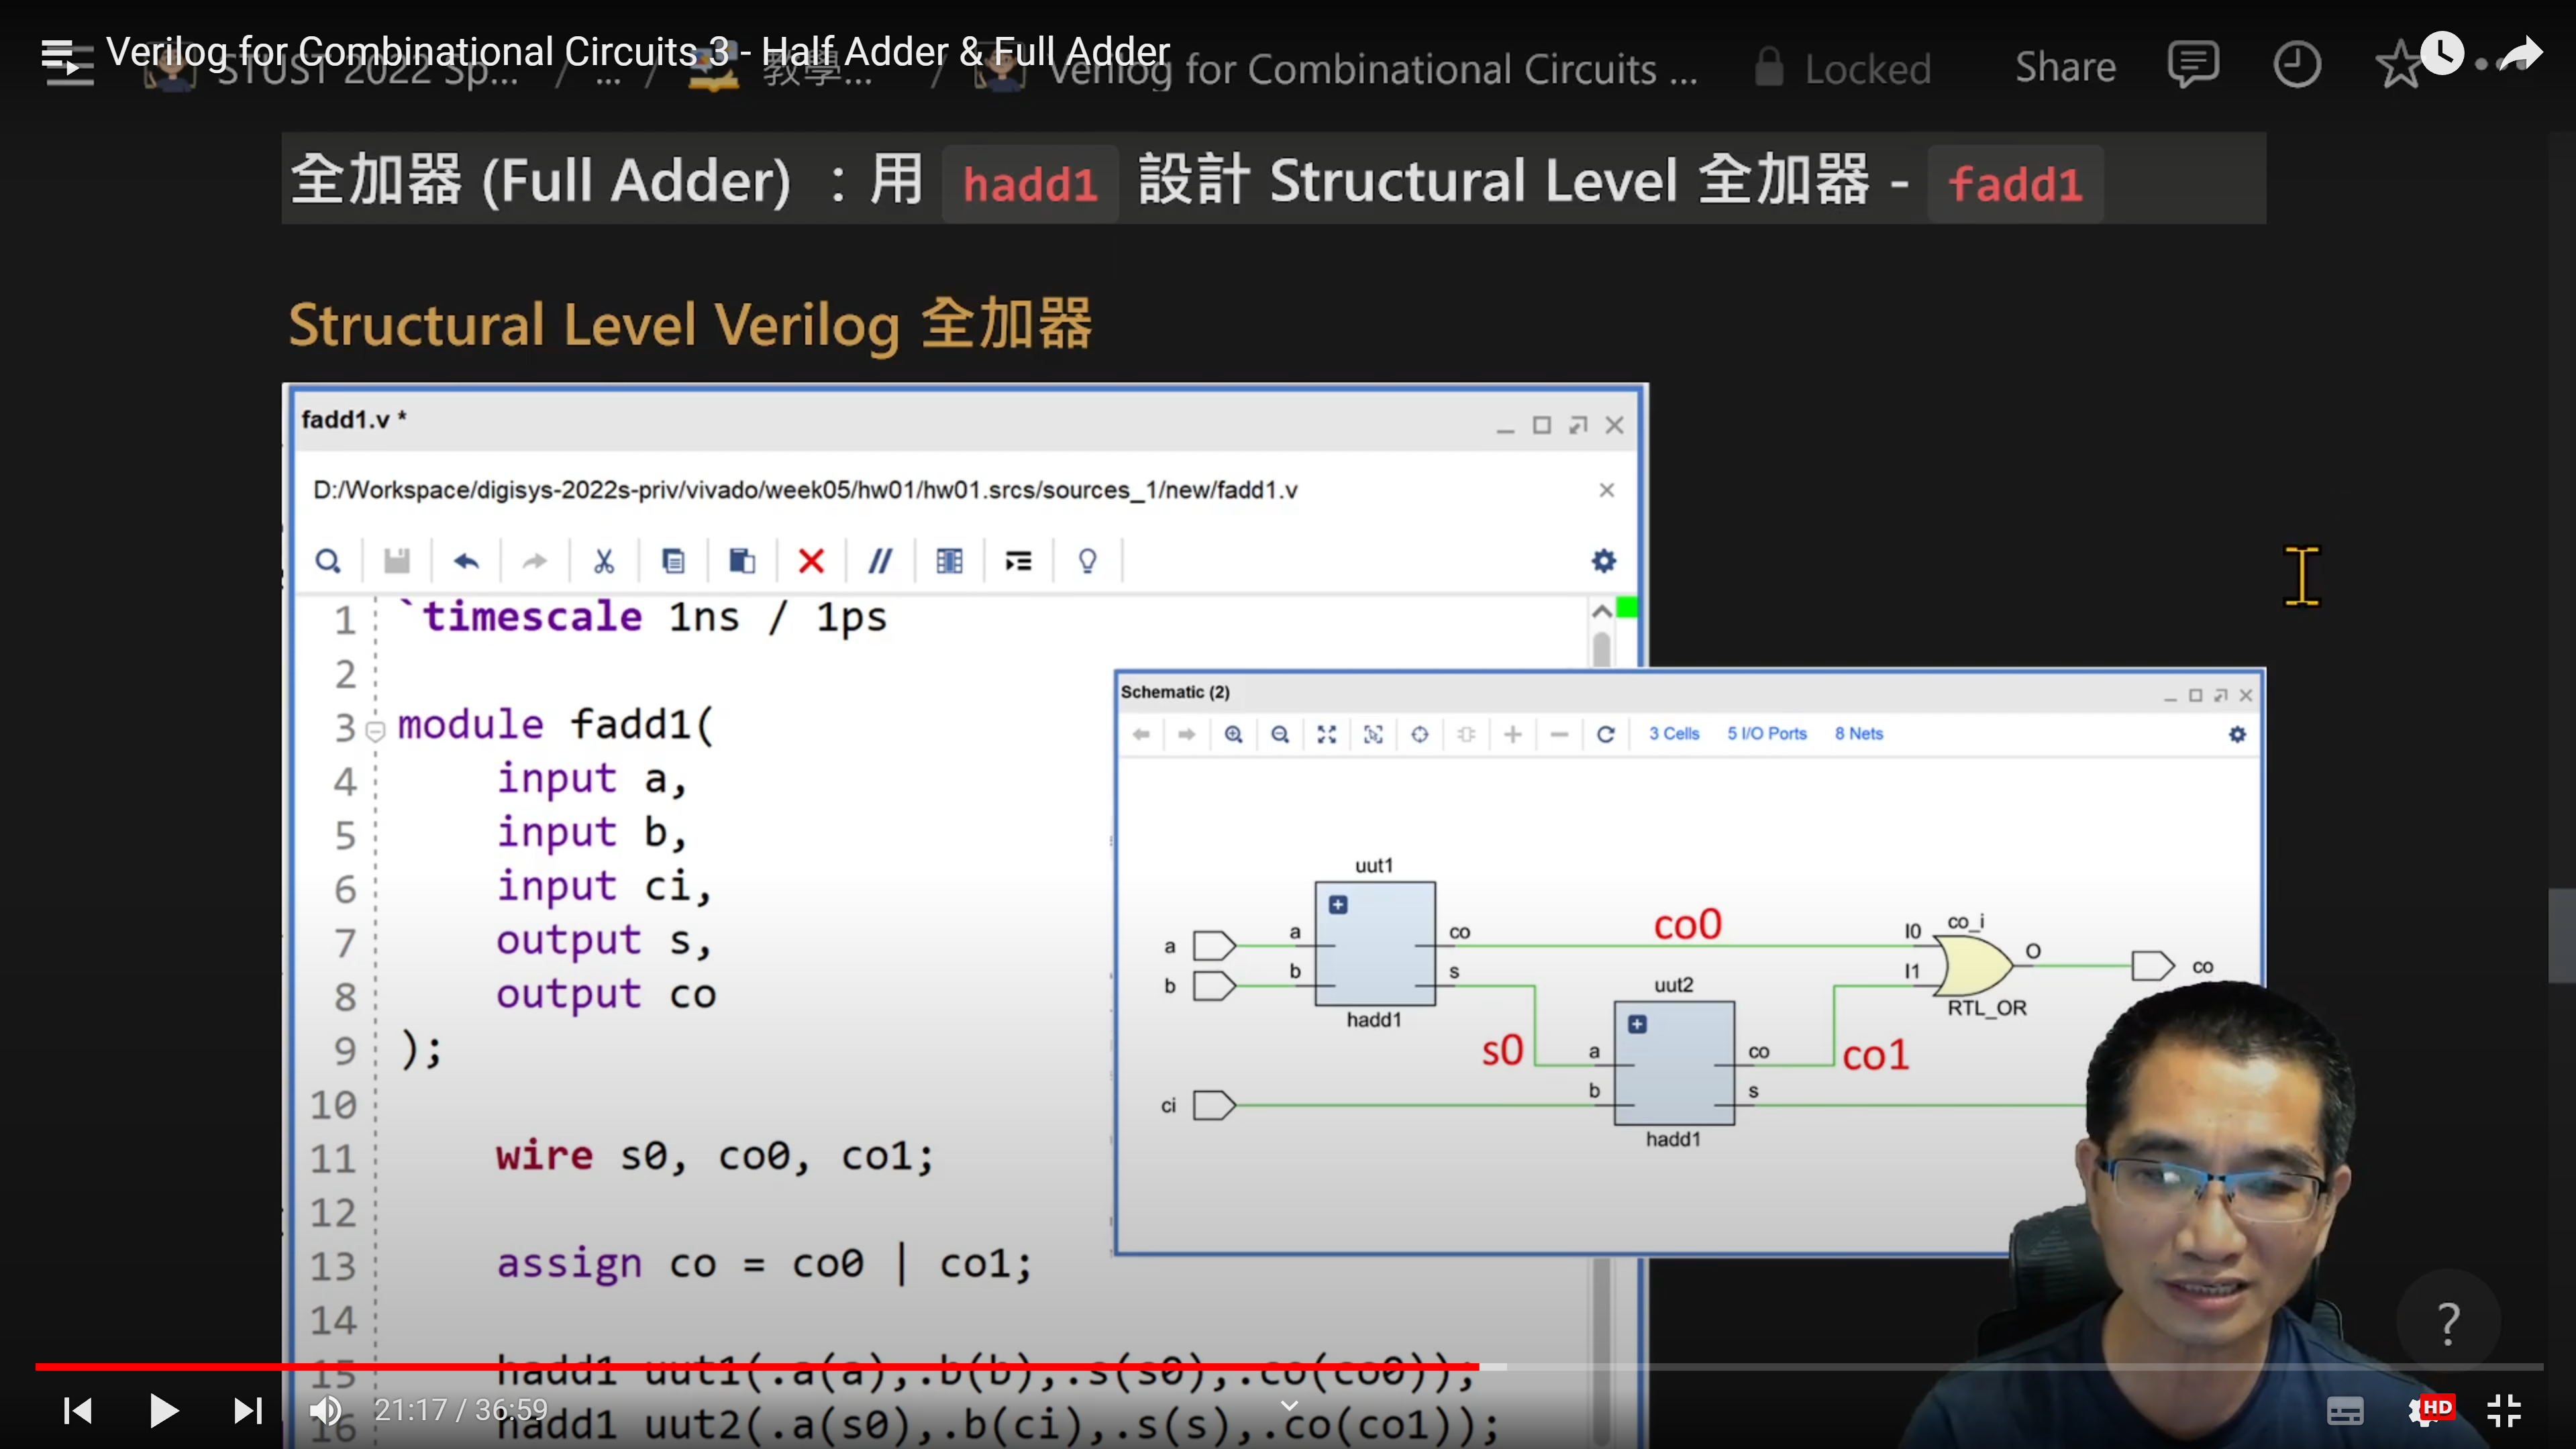 Verilog for Combinational Circuits 3 - Half Adder & Full Adder
STUST 2022 Sp... / ... / 教學... / Verilog for Combinational Circuits ... Locked Share
全加器 (Full Adder) ：用 hadd1 設計 Structural Level 全加器 - fadd1
Structural Level Verilog 全加器
fadd1.v *
D:/Workspace/digisys-2022s-priv/vivado/week05/hw01/hw01.srcs/sources_1/new/fadd1.v
1 `timescale 1ns / 1ps
2
3 module fadd1(
4 input a,
5 input b,
6 input ci,
7 output s,
8 output co
9 );
10
11 wire s0, co0, co1;
12
13 assign co = co0 | co1;
14
15 hadd1 uut1(.a(a),.b(b),.s(s0),.co(co0));
16 hadd1 uut2(.a(s0),.b(ci),.s(s),.co(co1));
Schematic (2)
3 Cells 5 I/O Ports 8 Nets
uut1
a a co co0 I0 co_i
b b s I1 O co
hadd1 uut2 RTL_OR
s0 a co co1
ci b s
hadd1
?
21:17 / 36:59
HD